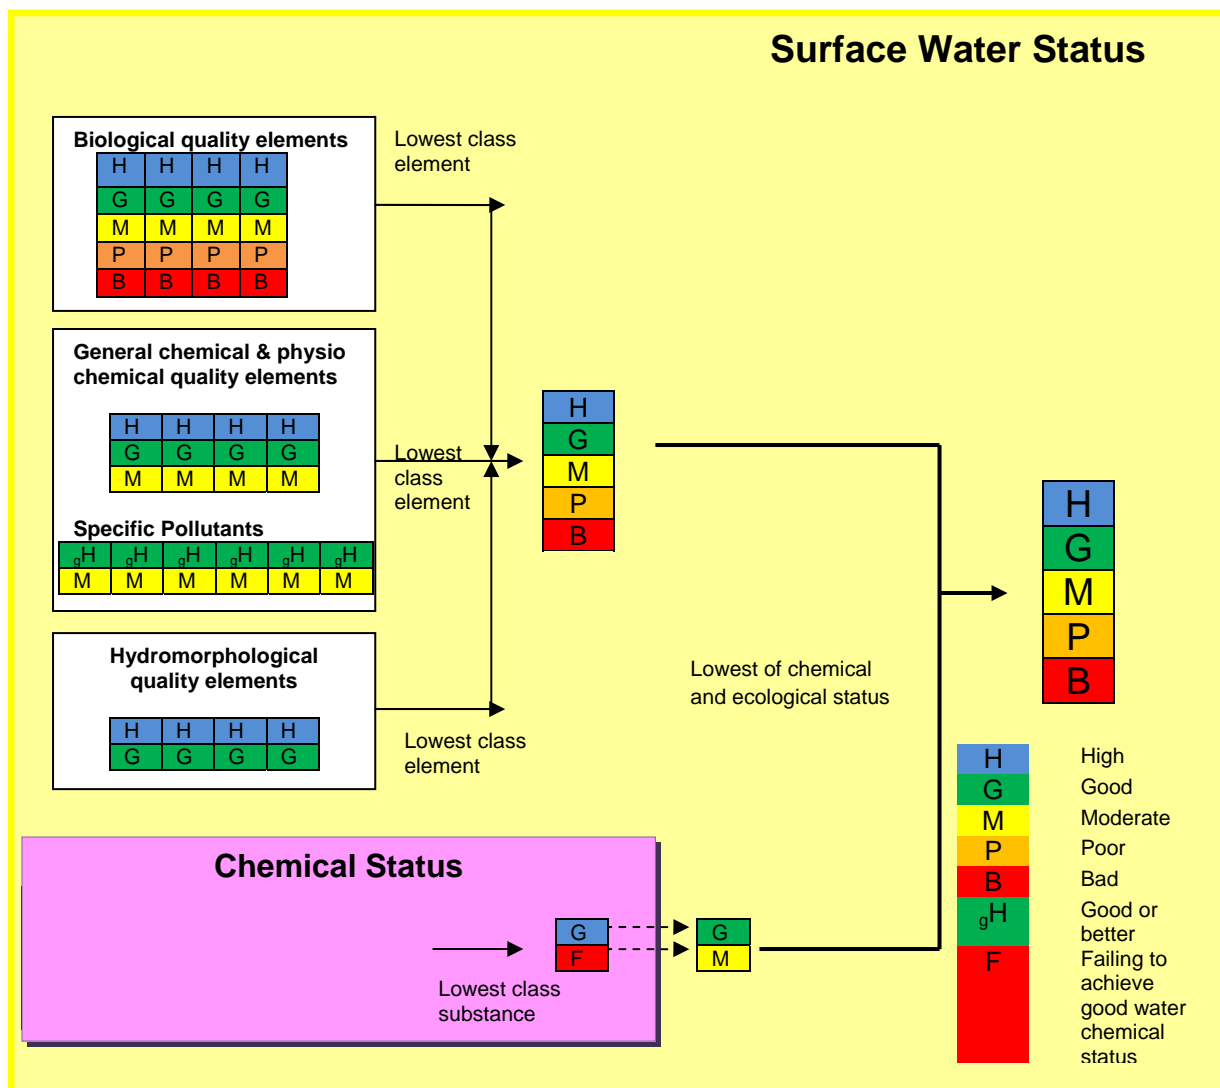 Surface Water Status
Biological quality elements
H H H H
G G G G
M M M M
P P P P
B B B B
Lowest class
element
General chemical & physio
chemical quality elements
H H H H
G G G G
M M M M
Lowest
class
element
Specific Pollutants
gH gH gH gH gH gH
M M M M M M
Hydromorphological
quality elements
H H H H
G G G G
Lowest class
element
H
G
M
P
B
Lowest of chemical
and ecological status
H
G
M
P
B
Chemical Status
Lowest class
substance
G G
F M
H High
G Good
M Moderate
P Poor
B Bad
gH Good or
better
F Failing to
achieve
good water
chemical
status